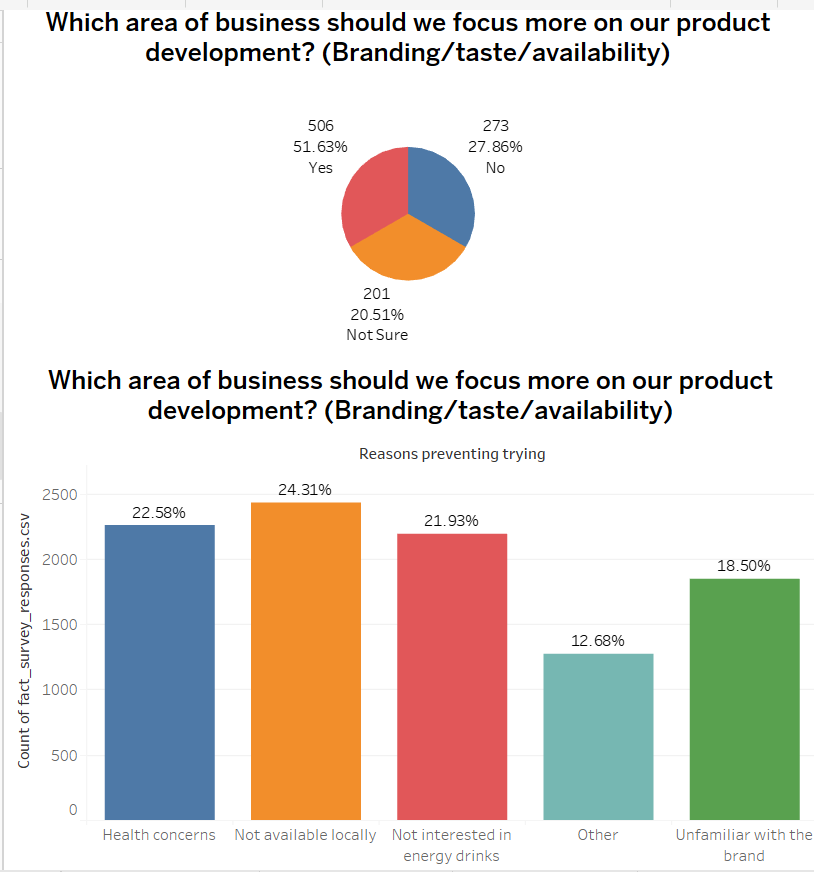 Which area of business should we focus more on our product
development? (Branding/taste/availability)
506
51.63%
Yes
273
27.86%
No
201
20.51%
Not Sure
Which area of business should we focus more on our product
development? (Branding/taste/availability)
Reasons preventing trying
Count of fact_survey_responses.csv
2500
2000
1500
1000
500
0
22.58%
24.31%
21.93%
12.68%
18.50%
Health concerns
Not available locally
Not interested in
energy drinks
Other
Unfamiliar with the
brand